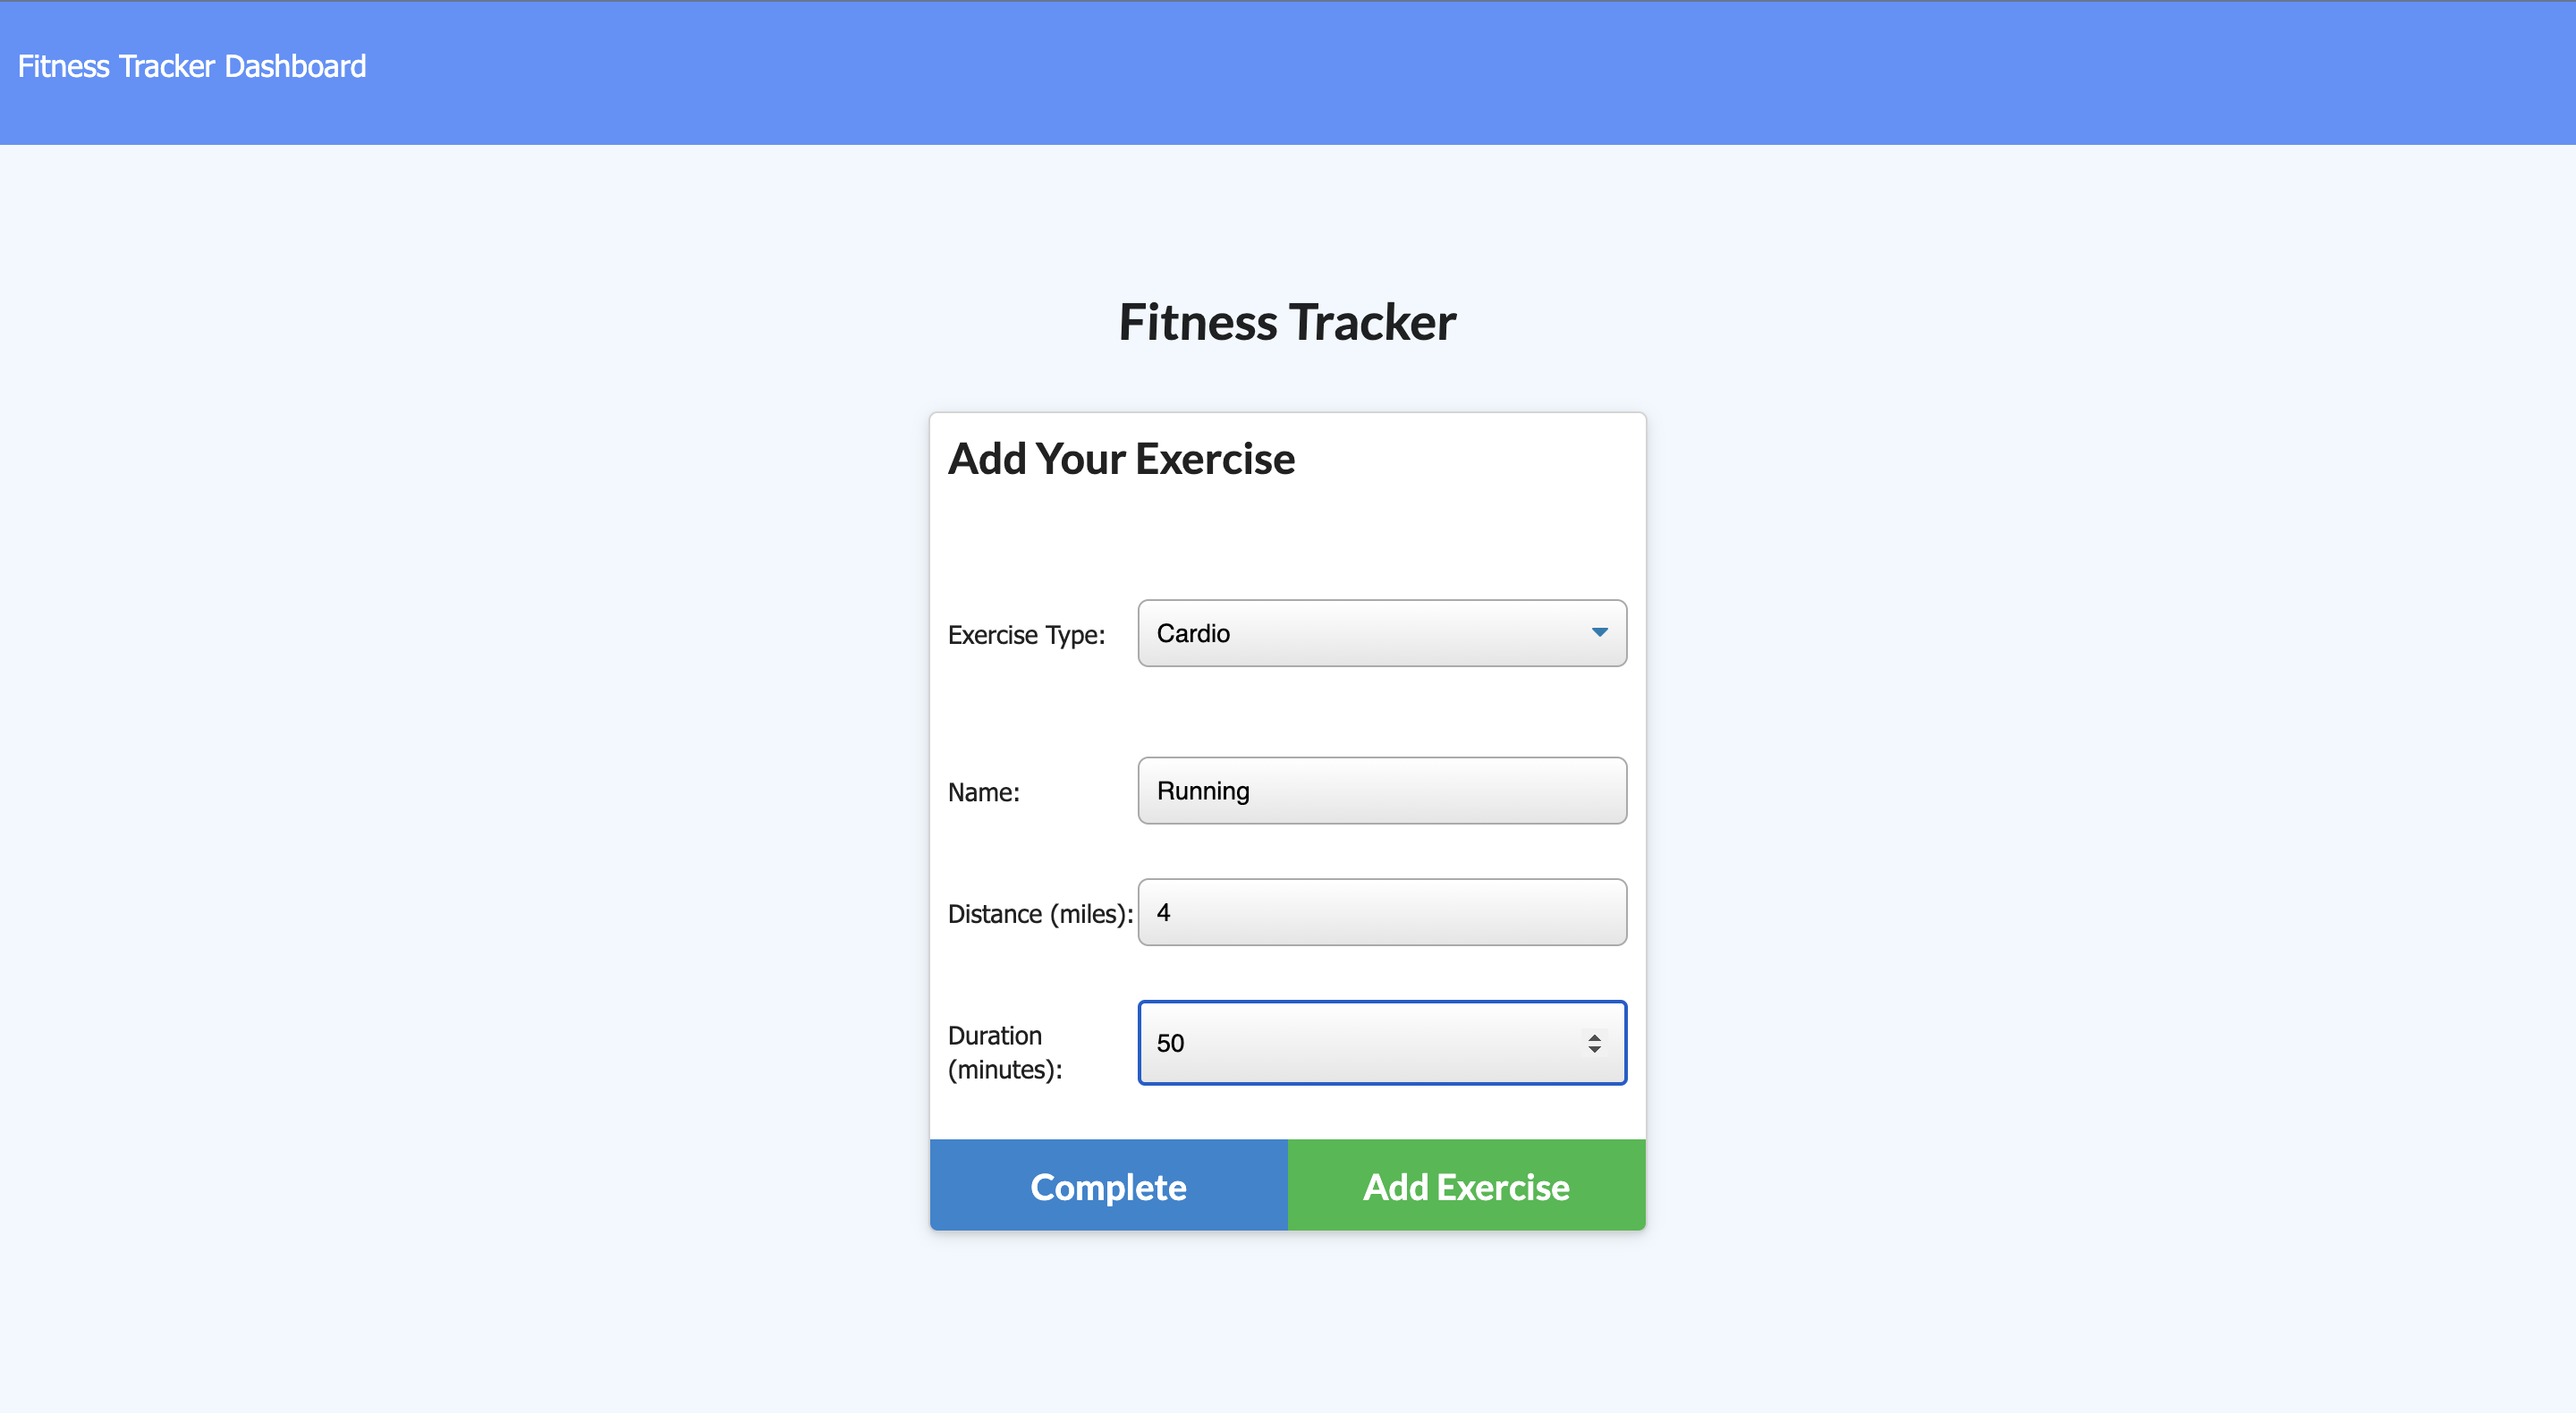 Fitness Tracker Dashboard
Fitness Tracker
Add Your Exercise
Exercise Type: Cardio
Name: Running
Distance (miles): 4
Duration (minutes): 50
Complete Add Exercise